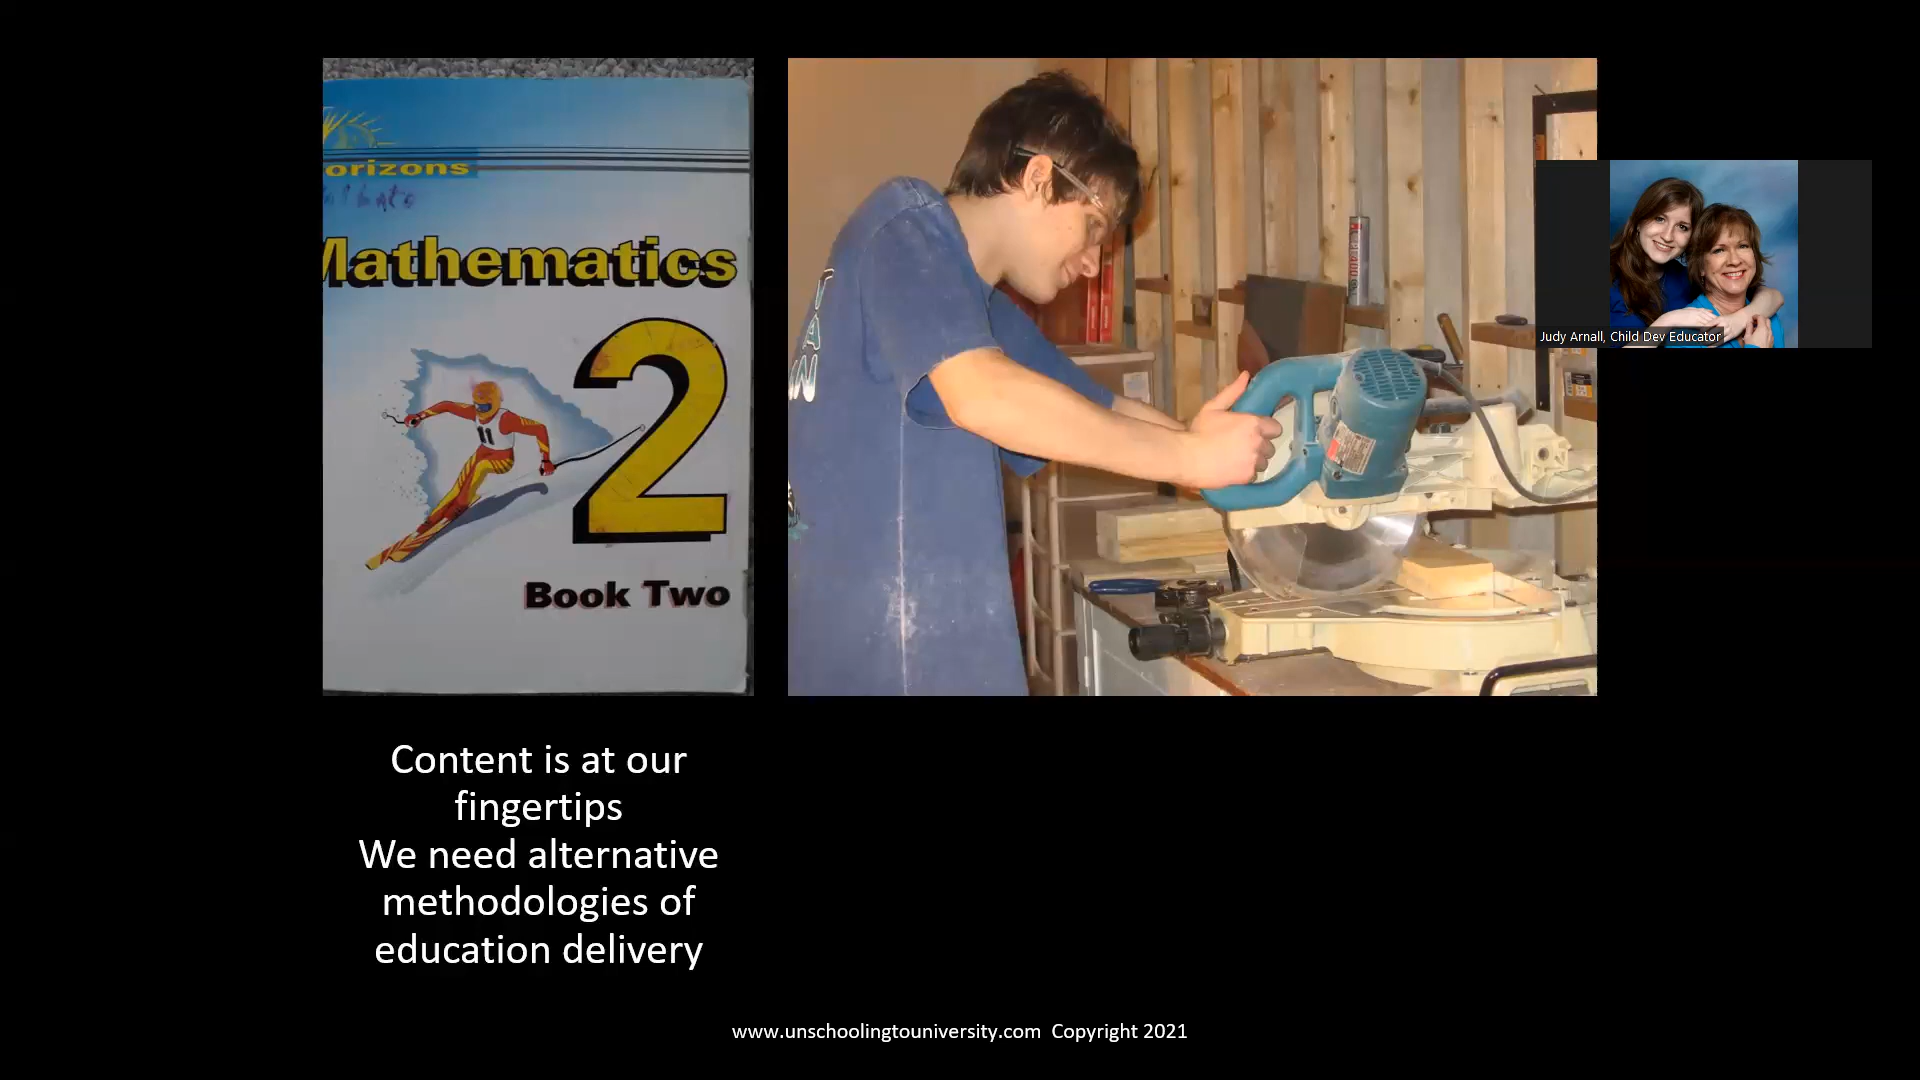 orizons
Mathematics
2
11
Book Two
Judy Arnall, Child Dev Educator
Content is at our
fingertips
We need alternative
methodologies of
education delivery
www.unschoolingtouniversity.com Copyright 2021